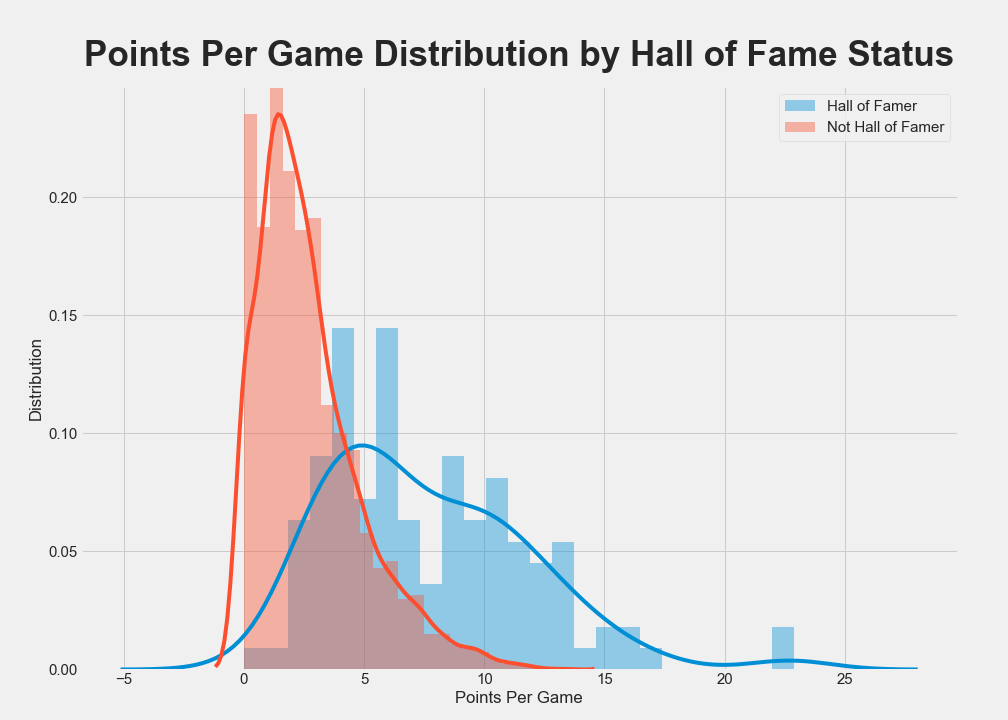 Points Per Game Distribution by Hall of Fame Status
Hall of Famer
Not Hall of Famer
Distribution
0.20
0.15
0.10
0.05
0.00
−5
0
5
10
15
20
25
Points Per Game